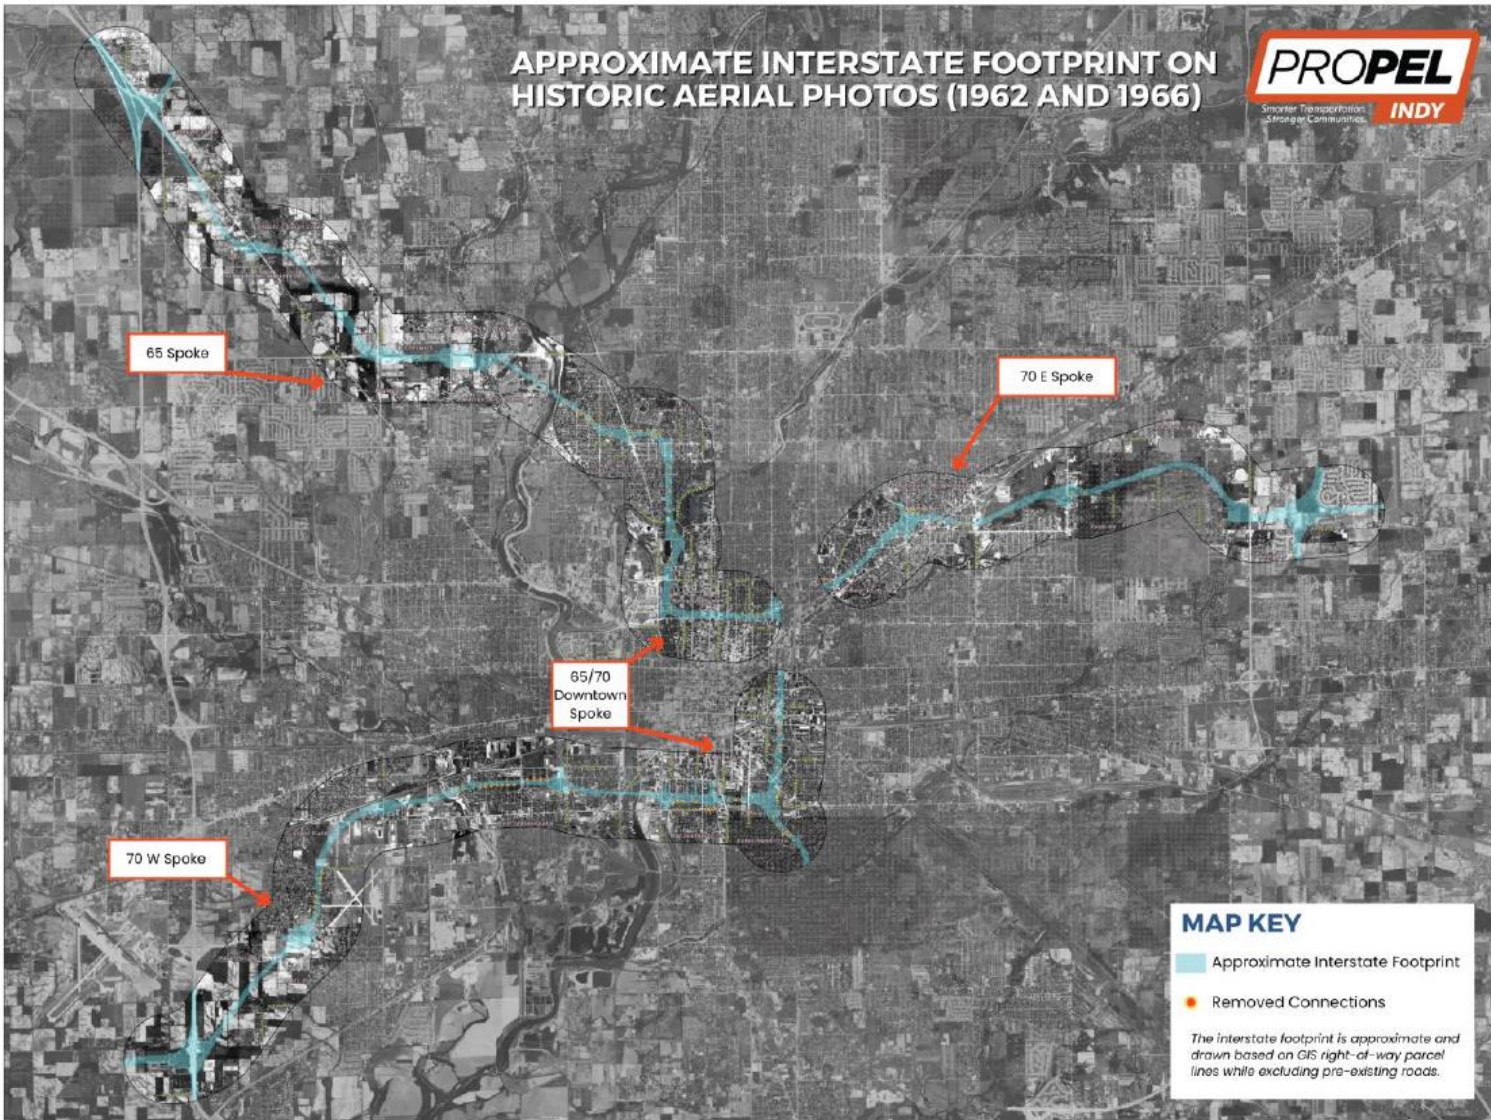 APPROXIMATE INTERSTATE FOOTPRINT ON
HISTORIC AERIAL PHOTOS (1962 AND 1966)
PROPEL
Smarter Transportation.
Stronger Communities.
INDY
65 Spoke
70 E Spoke
65/70
Downtown
Spoke
70 W Spoke
MAP KEY
Approximate Interstate Footprint
Removed Connections
The interstate footprint is approximate and
drawn based on GIS right-of-way parcel
lines while excluding pre-existing roads.